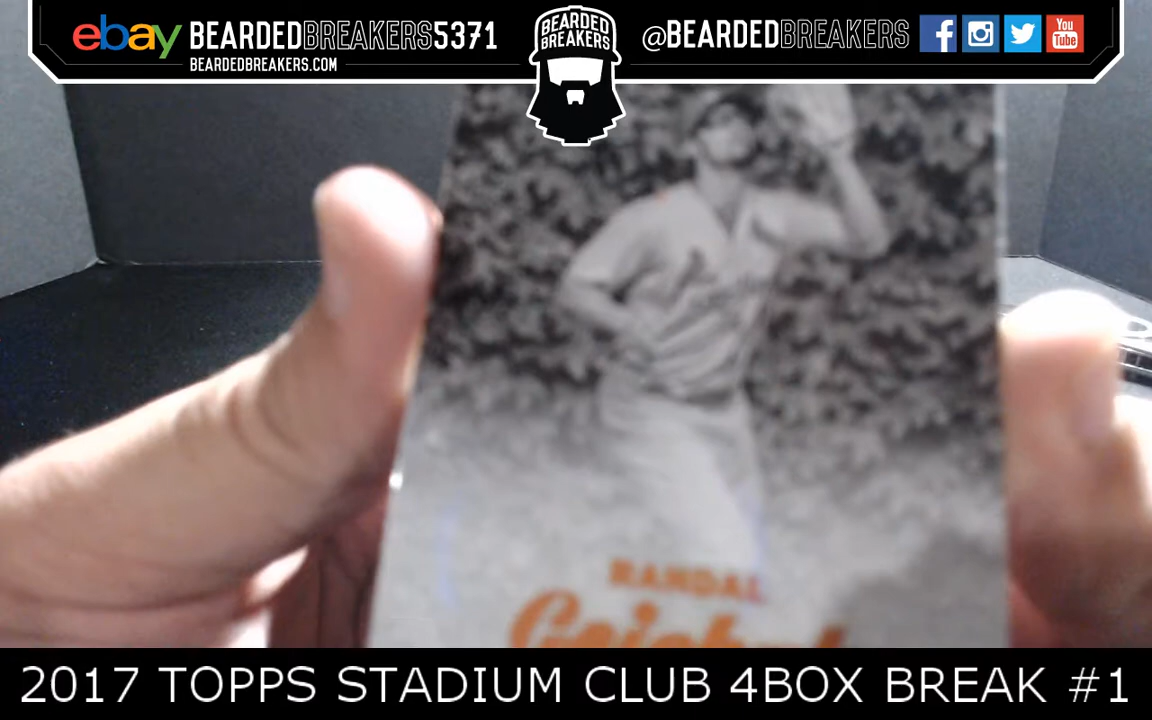 ebay BEARDEDBREAKERS5371
BEARDEDBREAKERS.COM
BEARDED BREAKERS
@BEARDEDBREAKERS
You Tube
RANDAL
2017 TOPPS STADIUM CLUB 4BOX BREAK #1